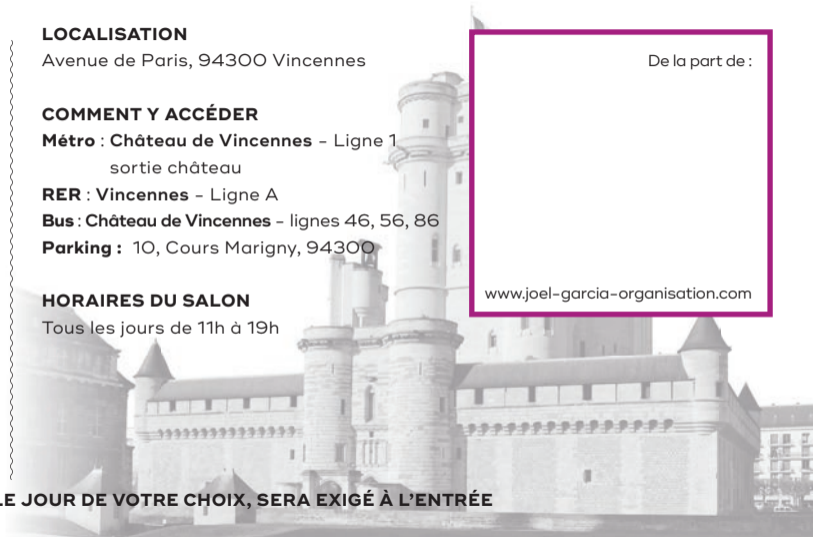 LOCALISATION
Avenue de Paris, 94300 Vincennes
COMMENT Y ACCÉDER
Métro : Château de Vincennes - Ligne 1
sortie château
RER : Vincennes - Ligne A
Bus : Château de Vincennes - lignes 46, 56, 86
Parking : 10, Cours Marigny, 94300
HORAIRES DU SALON
Tous les jours de 11h à 19h
De la part de :
www.joel-garcia-organisation.com
LE JOUR DE VOTRE CHOIX, SERA EXIGÉ À L'ENTRÉE